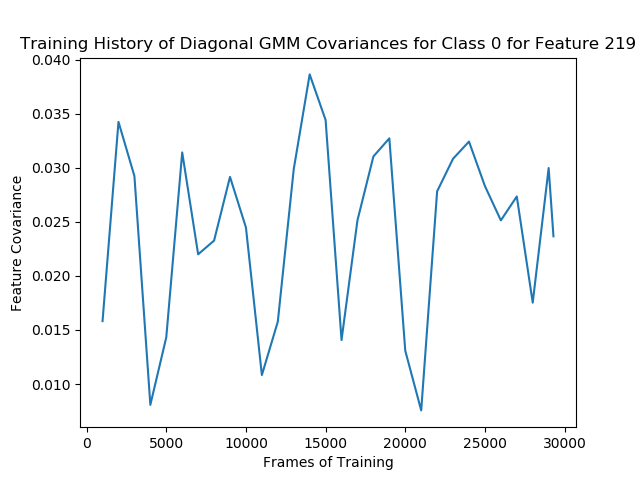 Training History of Diagonal GMM Covariances for Class 0 for Feature 219
0.040
0.035
0.030
0.025
0.020
0.015
0.010
Feature Covariance
0 5000 10000 15000 20000 25000 30000
Frames of Training